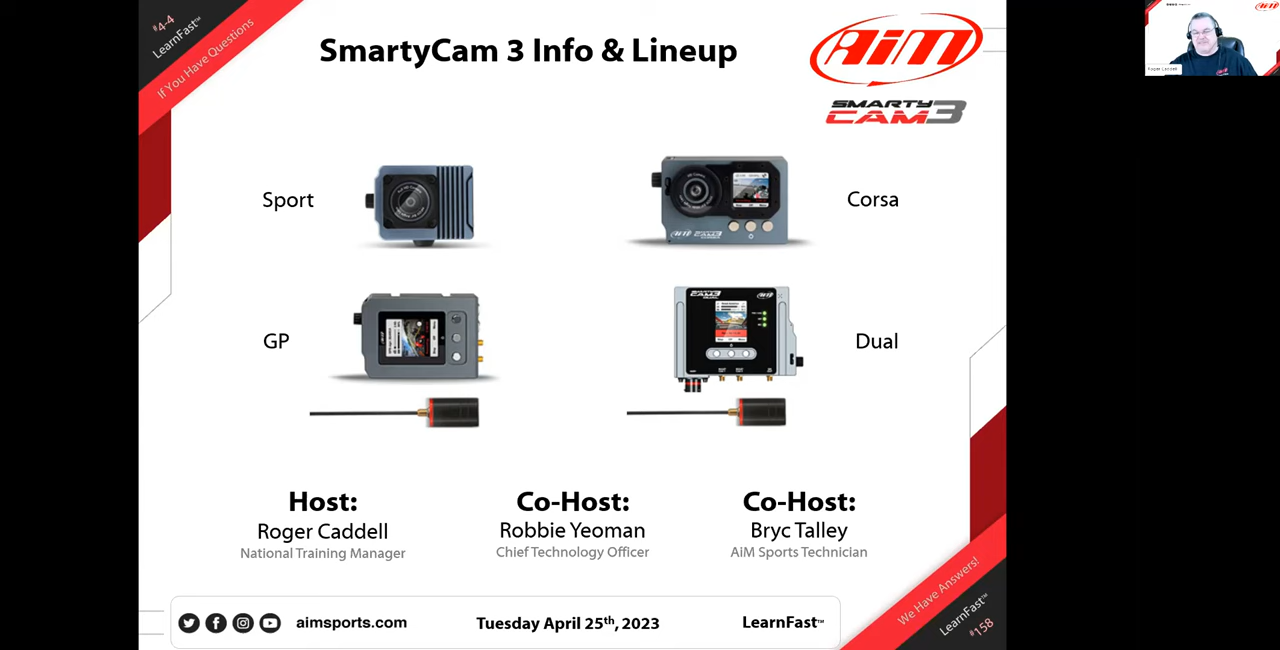 #4-4
LearnFast™
If You Have Questions
SmartyCam 3 Info & Lineup
AiM
SMARTY
CAM3
Sport
Corsa
GP
Dual
Host:
Roger Caddell
National Training Manager
Co-Host:
Robbie Yeoman
Chief Technology Officer
Co-Host:
Bryc Talley
AiM Sports Technician
aimsports.com
Tuesday April 25th, 2023
LearnFast™
We Have Answers!
LearnFast™
#158
Roger Caddell